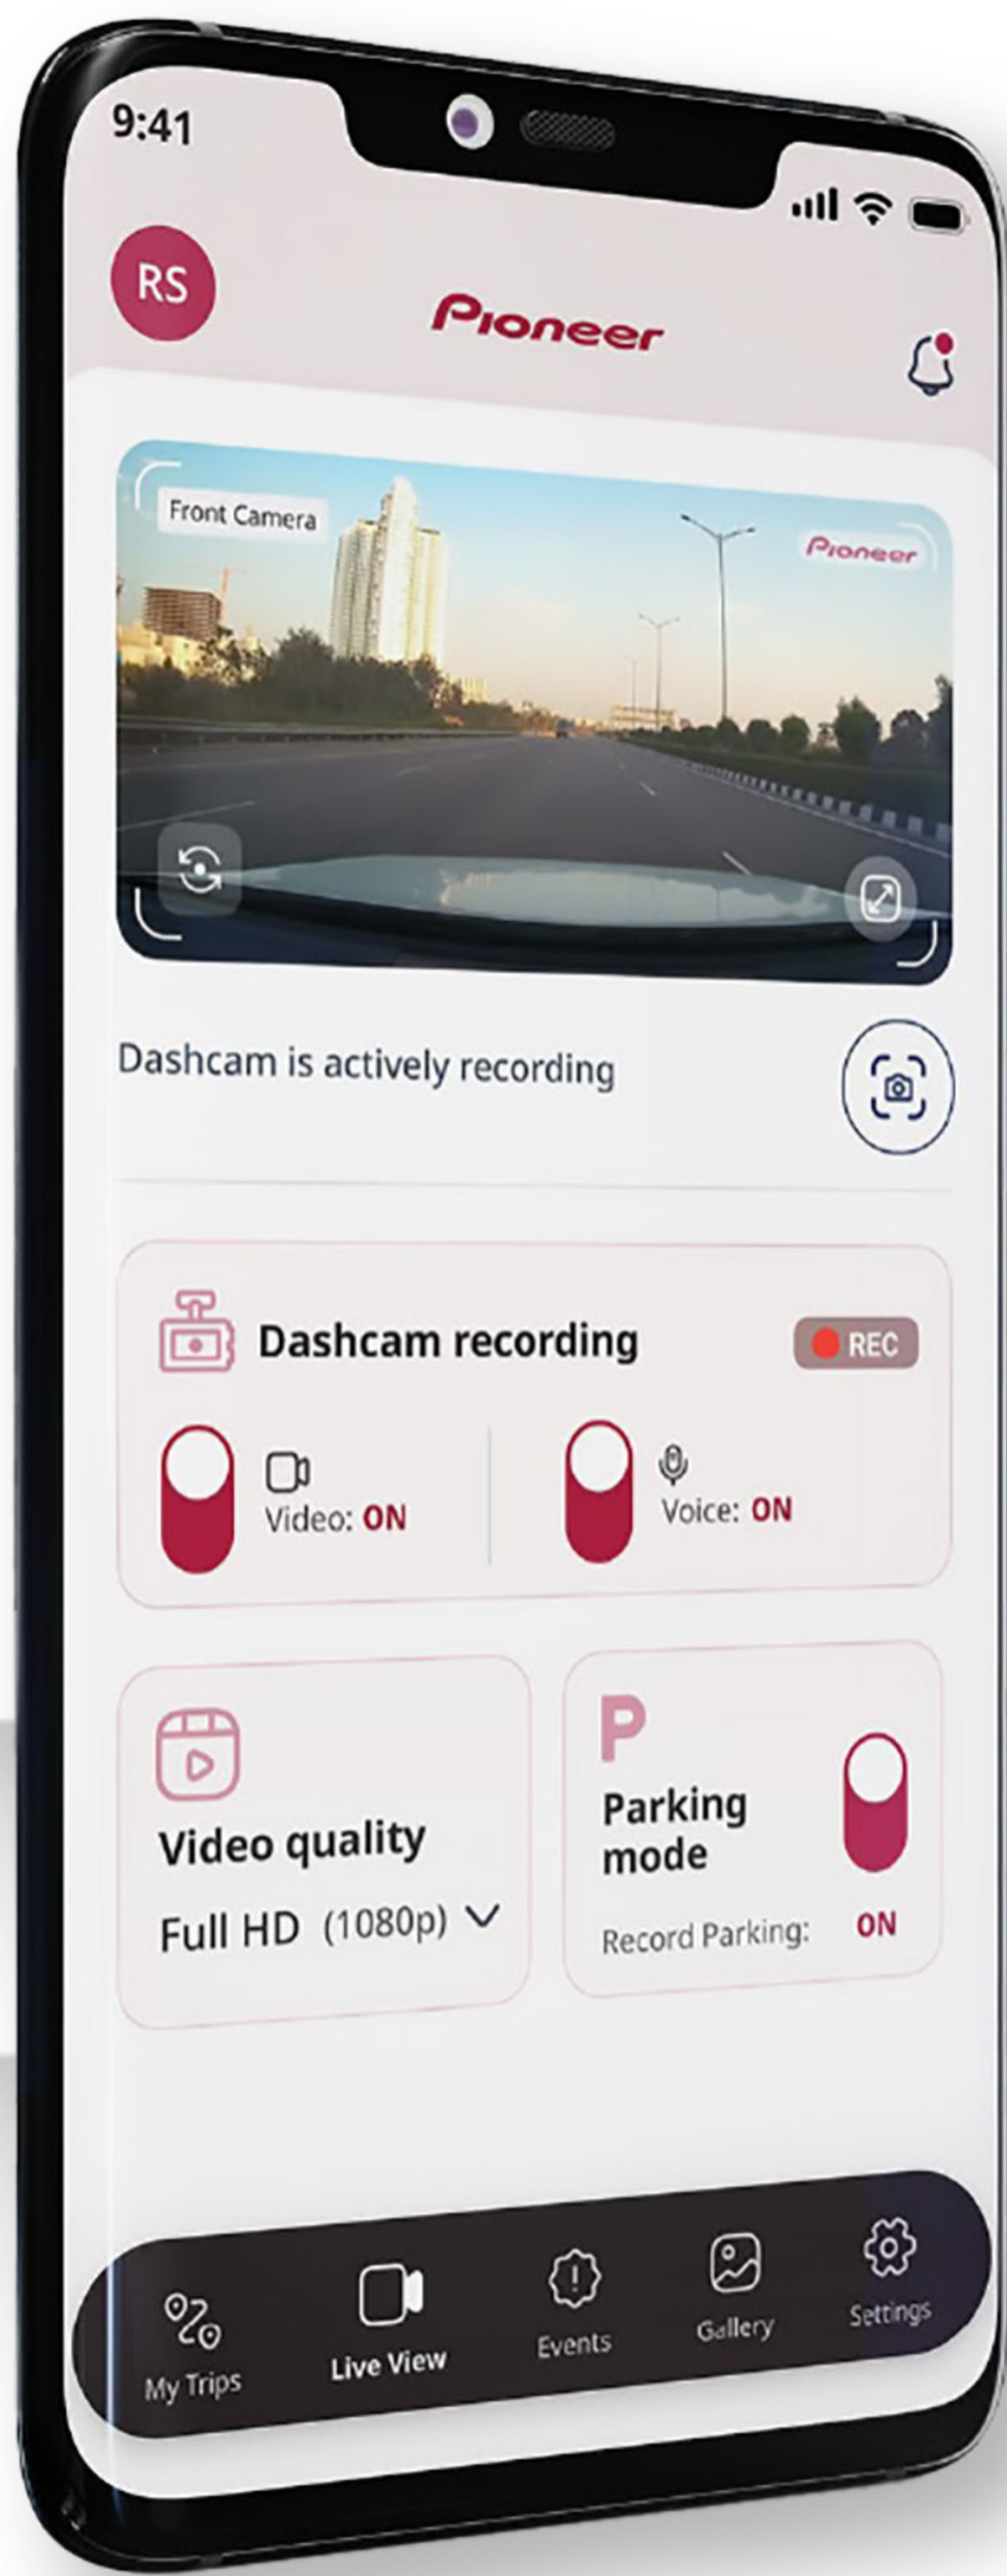 9:41
RS
Pioneer
Front Camera
Pioneer
Dashcam is actively recording
Dashcam recording
REC
Video: ON
Voice: ON
Video quality
Full HD (1080p)
P
Parking
mode
Record Parking: ON
My Trips
Live View
Events
Gallery
Settings